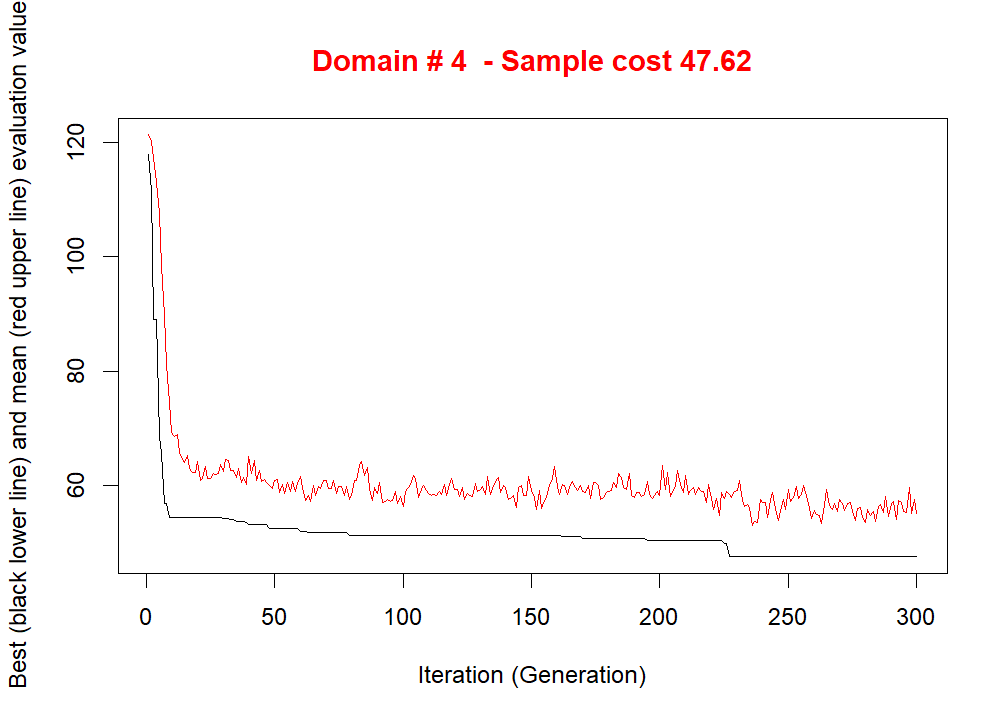 Domain # 4  - Sample cost 47.62
Best (black lower line) and mean (red upper line) evaluation value
120
100
80
60
0 50 100 150 200 250 300
Iteration (Generation)